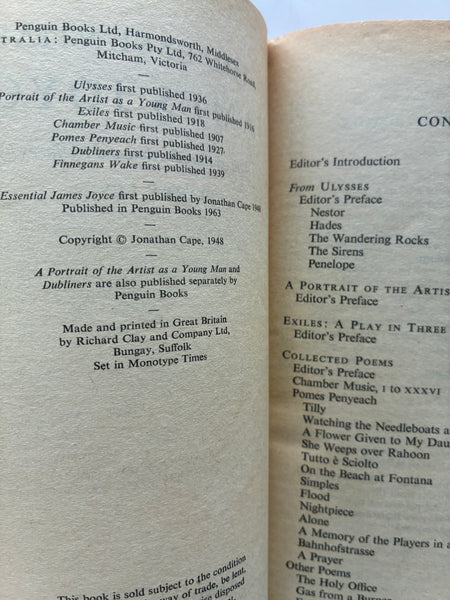 Penguin Books Ltd, Harmondsworth, Middlesex
TRALIA: Penguin Books Pty Ltd, 762 Whitehorse Road,
Mitcham, Victoria
—
Ulysses first published 1936
Portrait of the Artist as a Young Man first published 1916
Exiles first published 1918
Chamber Music first published 1907
Pomes Penyeach first published 1927
Dubliners first published 1914
Finnegans Wake first published 1939
—
Essential James Joyce first published by Jonathan Cape 1948
Published in Penguin Books 1963
—
Copyright © Jonathan Cape, 1948
—
A Portrait of the Artist as a Young Man and
Dubliners are also published separately by
Penguin Books
—
Made and printed in Great Britain
by Richard Clay and Company Ltd,
Bungay, Suffolk
Set in Monotype Times
This book is sold subject to the condition
way of trade, be lent,
disposed
CON
Editor's Introduction
From ULYSSES
Editor's Preface
Nestor
Hades
The Wandering Rocks
The Sirens
Penelope
A PORTRAIT OF THE ARTIS
Editor's Preface
EXILES: A PLAY IN THREE
Editor's Preface
COLLECTED POEMS
Editor's Preface
Chamber Music, I to XXXVI
Pomes Penyeach
Tilly
Watching the Needleboats a
A Flower Given to My Dau
She Weeps over Rahoon
Tutto è Sciolto
On the Beach at Fontana
Simples
Flood
Nightpiece
Alone
A Memory of the Players in a
Bahnhofstrasse
A Prayer
Other Poems
The Holy Office
Gas from a Burner